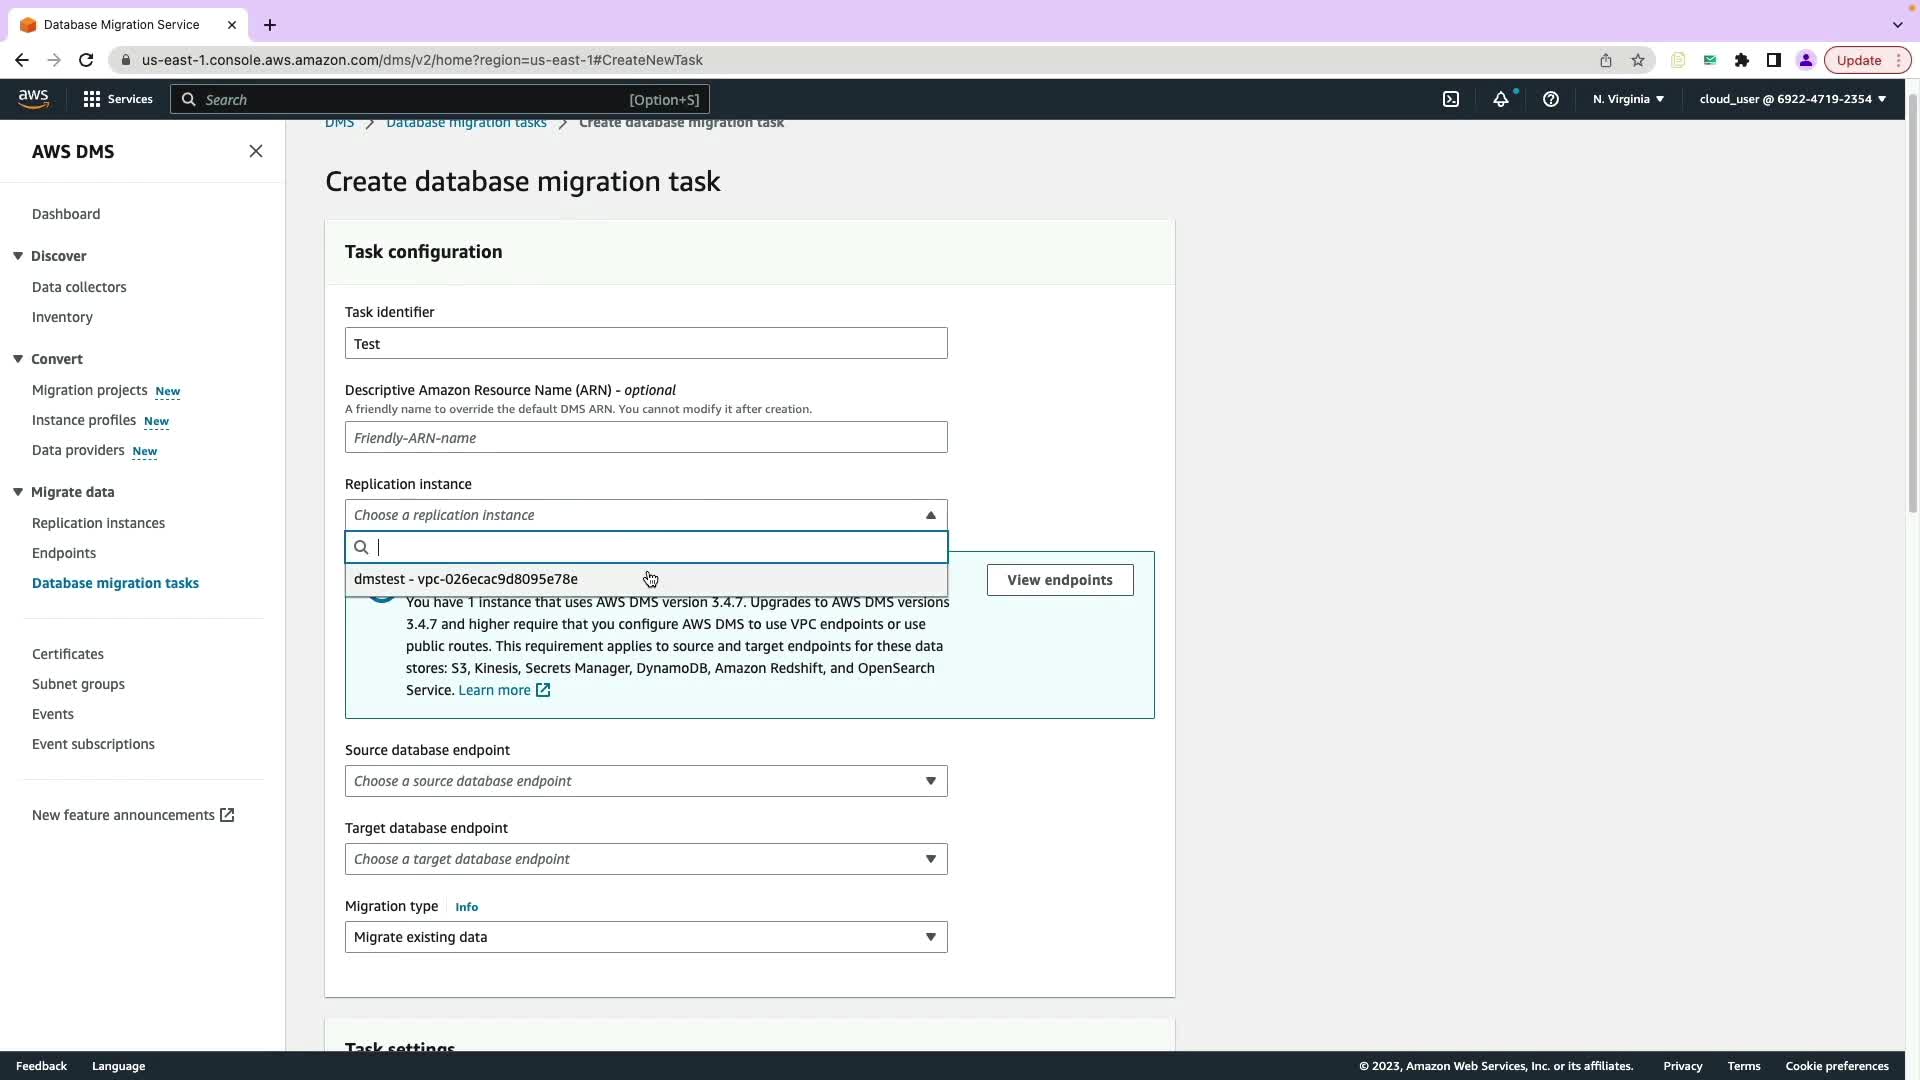 Database Migration Service
us-east-1.console.aws.amazon.com/dms/v2/home?region=us-east-1#CreateNewTask
Update
aws
Services
Search
[Option+S]
N. Virginia
cloud_user @ 6922-4719-2354
AWS DMS
Dashboard
Discover
Data collectors
Inventory
Convert
Migration projects New
Instance profiles New
Data providers New
Migrate data
Replication instances
Endpoints
Database migration tasks
Certificates
Subnet groups
Events
Event subscriptions
New feature announcements
DMS > Database migration tasks > Create database migration task
Create database migration task
Task configuration
Task identifier
Test
Descriptive Amazon Resource Name (ARN) - optional
A friendly name to override the default DMS ARN. You cannot modify it after creation.
Friendly-ARN-name
Replication instance
Choose a replication instance
dmstest - vpc-026ecac9d8095e78e
View endpoints
You have 1 instance that uses AWS DMS version 3.4.7. Upgrades to AWS DMS versions
3.4.7 and higher require that you configure AWS DMS to use VPC endpoints or use
public routes. This requirement applies to source and target endpoints for these data
stores: S3, Kinesis, Secrets Manager, DynamoDB, Amazon Redshift, and OpenSearch
Service. Learn more
Source database endpoint
Choose a source database endpoint
Target database endpoint
Choose a target database endpoint
Migration type Info
Migrate existing data
Task settings
Feedback
Language
© 2023, Amazon Web Services, Inc. or its affiliates.
Privacy
Terms
Cookie preferences